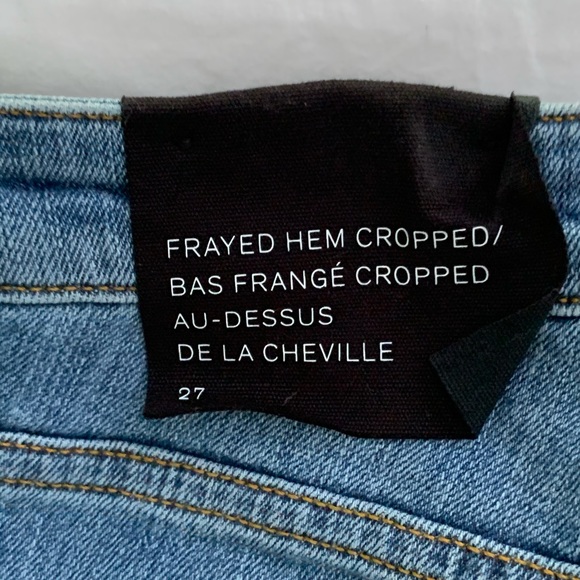 FRAYED HEM CROPPED/
BAS FRANGÉ CROPPED
AU-DESSUS
DE LA CHEVILLE
27